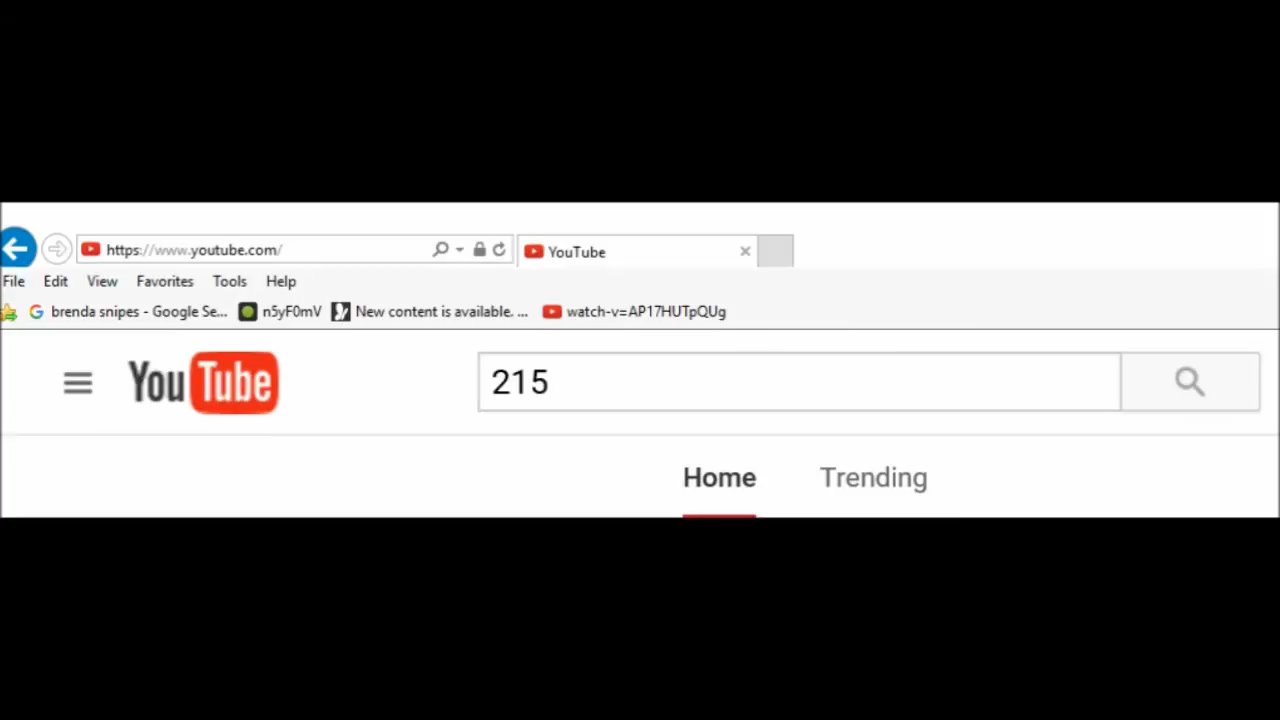 https://www.youtube.com/ YouTube
File Edit View Favorites Tools Help
brenda snipes - Google Se... n5yF0mV New content is available. ... watch-v=AP17HUTpQUg
YouTube 215
Home Trending